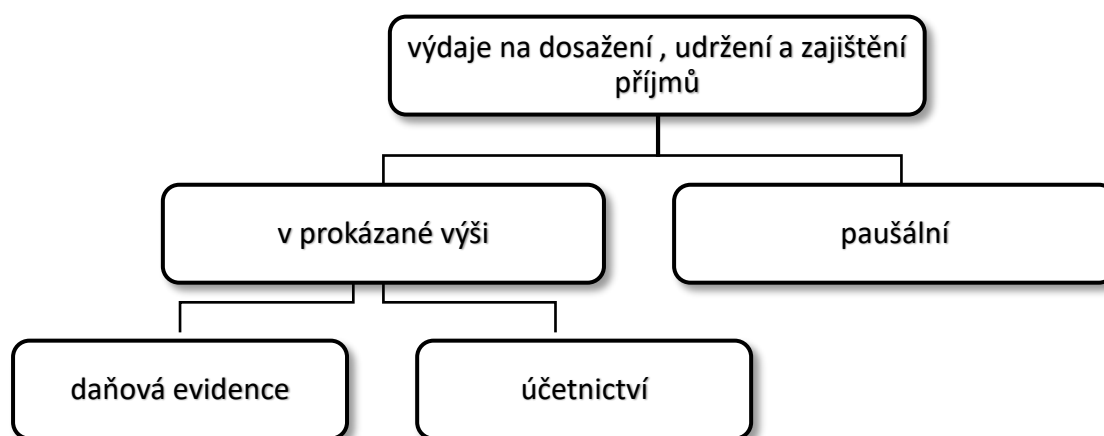 výdaje na dosažení , udržení a zajištění
příjmů
v prokázané výši
paušální
daňová evidence
účetnictví